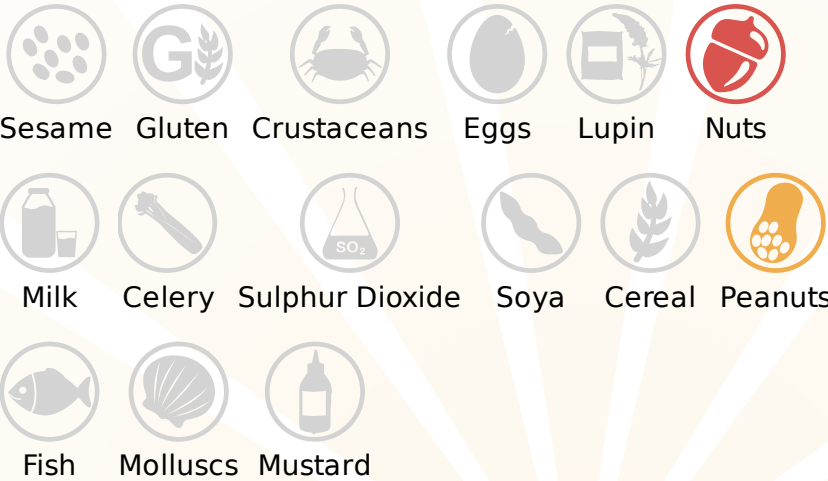 G
Sesame Gluten Crustaceans Eggs Lupin Nuts
SO₂
Milk Celery Sulphur Dioxide Soya Cereal Peanuts
Fish Molluscs Mustard